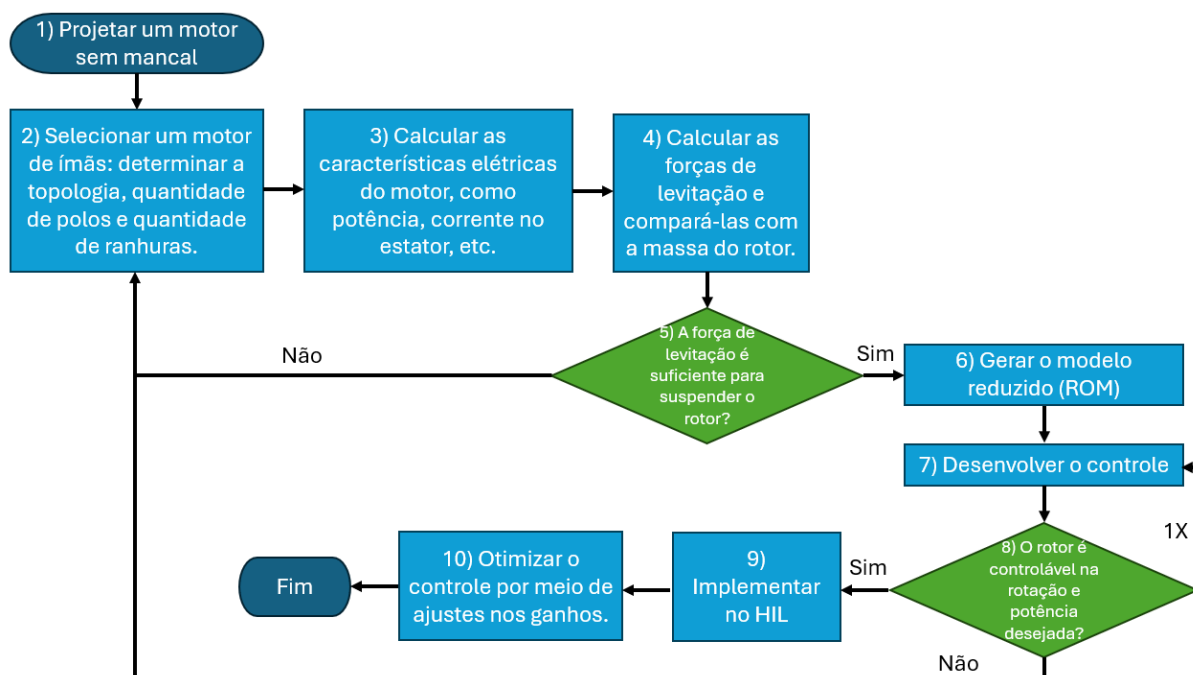 1) Projetar um motor
sem mancal
2) Selecionar um motor
de ímãs: determinar a
topologia, quantidade
de polos e quantidade
de ranhuras.
3) Calcular as
características elétricas
do motor, como
potência, corrente no
estator, etc.
4) Calcular as
forças de
levitação e
compará-las com
a massa do rotor.
5) A força de
levitação é
suficiente para
suspender o
rotor?
Não
Sim
6) Gerar o modelo
reduzido (ROM)
7) Desenvolver o controle
1X
8) O rotor é
controlável na
rotação e
potência
desejada?
Sim
Não
9)
Implementar
no HIL
10) Otimizar o
controle por meio de
ajustes nos ganhos.
Fim